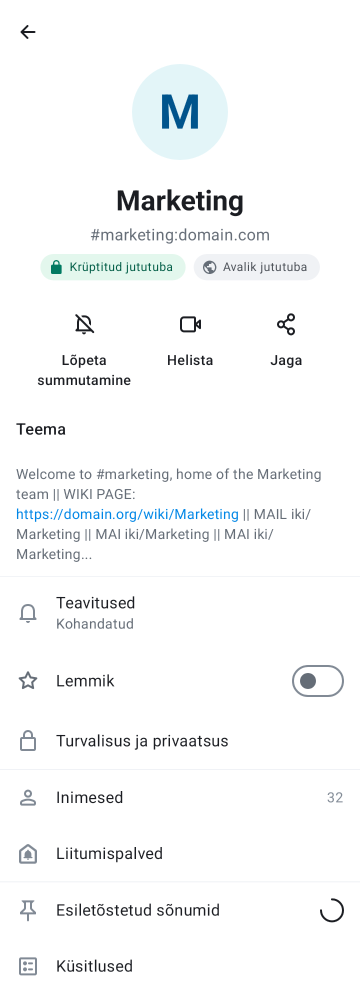 M
Marketing
#marketing:domain.com
Krüptitud jututuba
Avalik jututuba
Lõpeta
summutamine
Helista
Jaga
Teema
Welcome to #marketing, home of the Marketing
team || WIKI PAGE:
https://domain.org/wiki/Marketing || MAIL iki/
Marketing || MAI iki/Marketing || MAI iki/
Marketing...
Teavitused
Kohandatud
Lemmik
Turvalisus ja privaatsus
Inimesed
32
Liitumispalved
Esiletõstetud sõnumid
Küsitlused